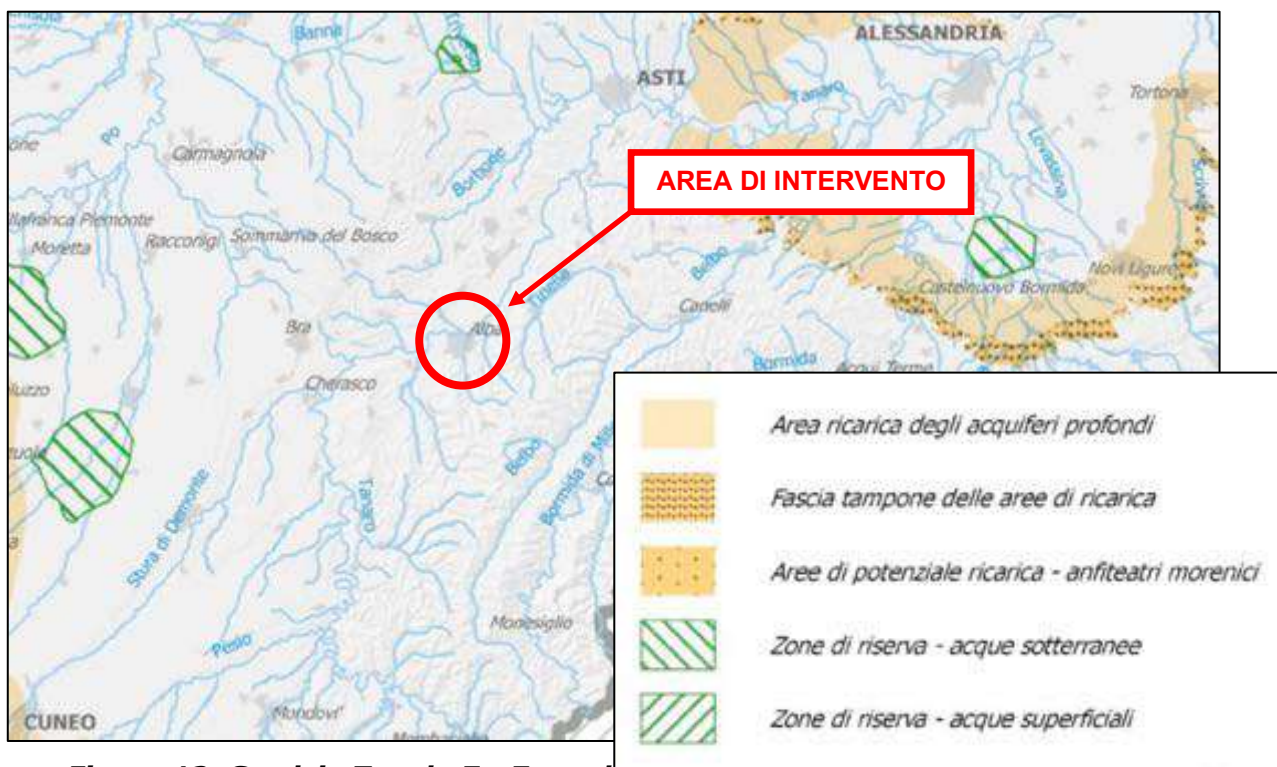 Banna
ALESSANDRIA
ASTI
Tanaro
Tortona
Po
Carmagnola
Borbore
Lovassina
Scrivia
AREA DI INTERVENTO
Villafranca Piemonte
Moretta
Racconigi
Sommariva del Bosco
Belbo
Novi Ligure
Castelnuovo Bormida
Tinella
Canelli
Bra
Alba
Bormida
Acqui Terme
Cherasco
Belbo
Stura di Demonte
Tanaro
Monesiglio
Pesio
CUNEO
Mondovi'
Area ricarica degli acquiferi profondi
Fascia tampone delle aree di ricarica
Aree di potenziale ricarica - anfiteatri morenici
Zone di riserva - acque sotterranee
Zone di riserva - acque superficiali